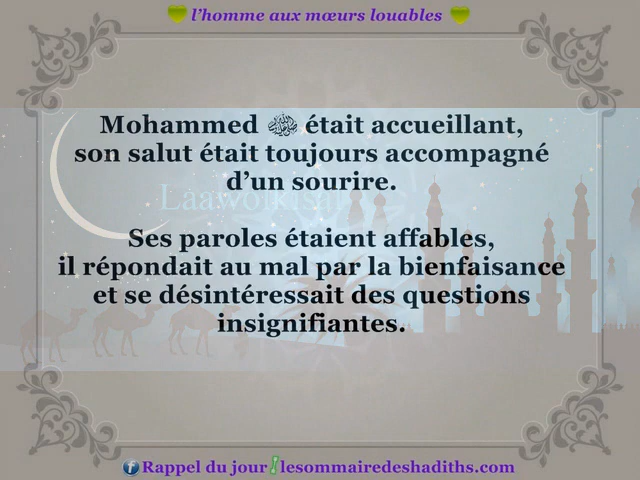 l'homme aux mœurs louables
Mohammed ﷺ était accueillant,
son salut était toujours accompagné
d'un sourire.
Ses paroles étaient affables,
il répondait au mal par la bienfaisance
et se désintéressait des questions
insignifiantes.
Rappel du jour lesommairedeshadiths.com